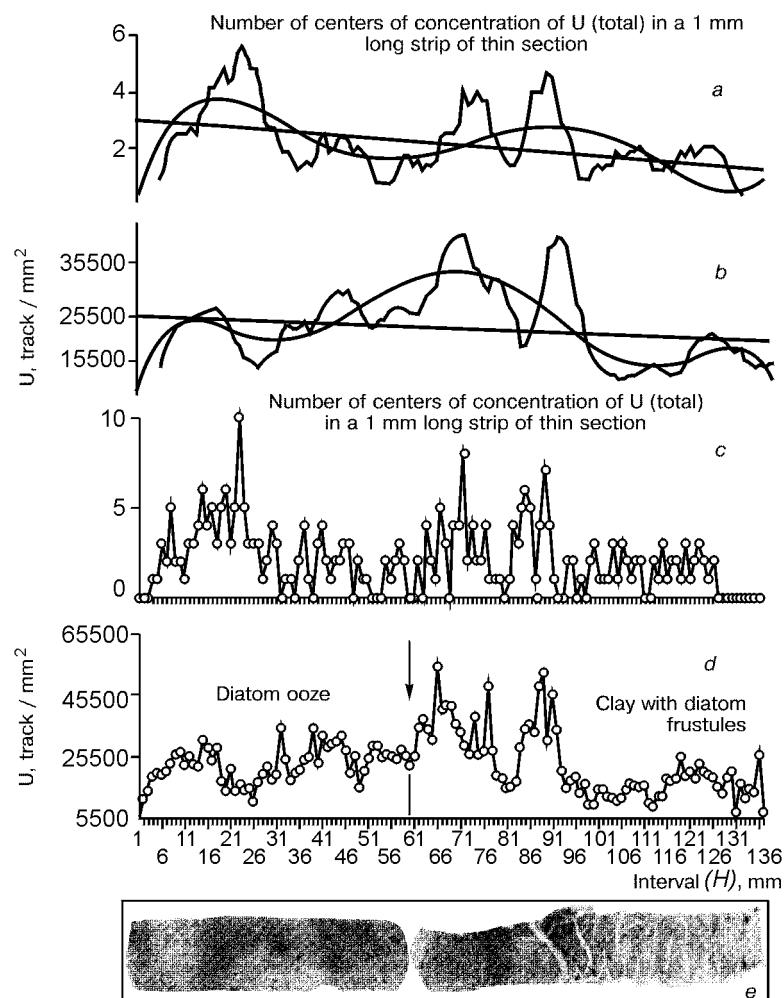 Number of centers of concentration of U (total) in a 1 mm
long strip of thin section
6
4
2
a
U, track / mm²
35500
25500
15500
b
Number of centers of concentration of U (total)
in a 1 mm long strip of thin section
10
5
0
c
U, track / mm²
65500
45500
25500
5500
d
Diatom ooze
Clay with diatom
frustules
1 11 21 31 41 51 61 71 81 91 101 111 121 131
6 16 26 36 46 56 66 76 86 96 106 116 126 136
Interval (H), mm
e